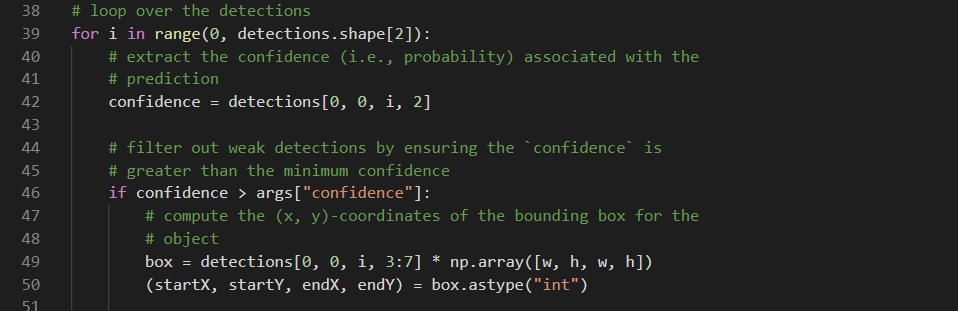 38 # loop over the detections
39 for i in range(0, detections.shape[2]):
40     # extract the confidence (i.e., probability) associated with the
41     # prediction
42     confidence = detections[0, 0, i, 2]
43
44     # filter out weak detections by ensuring the `confidence` is
45     # greater than the minimum confidence
46     if confidence > args["confidence"]:
47         # compute the (x, y)-coordinates of the bounding box for the
48         # object
49         box = detections[0, 0, i, 3:7] * np.array([w, h, w, h])
50         (startX, startY, endX, endY) = box.astype("int")
51